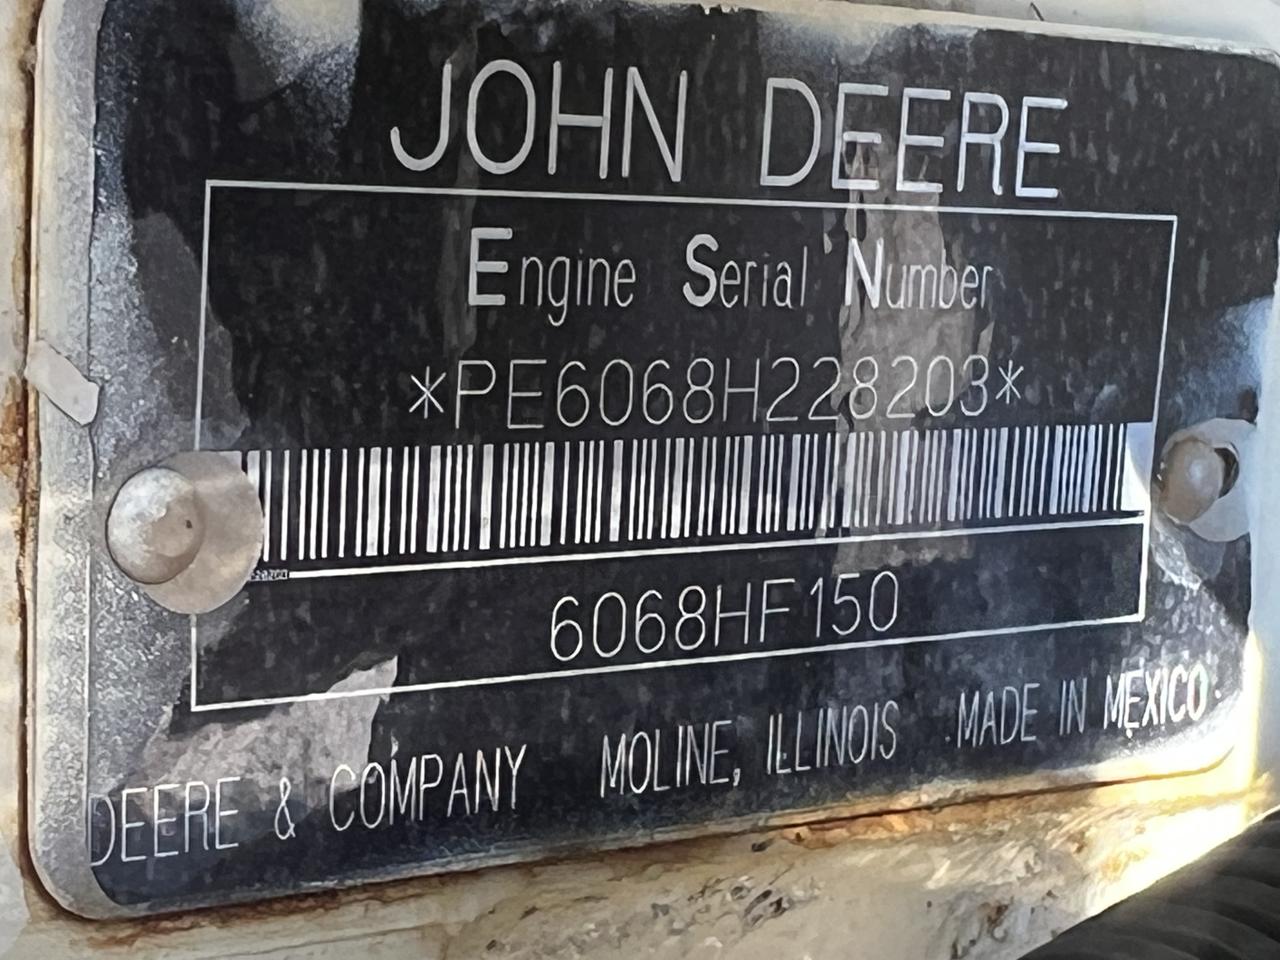 JOHN DEERE
Engine Serial Number
*PE6068H228203*
6068HF150
DEERE & COMPANY MOLINE, ILLINOIS MADE IN MEXICO